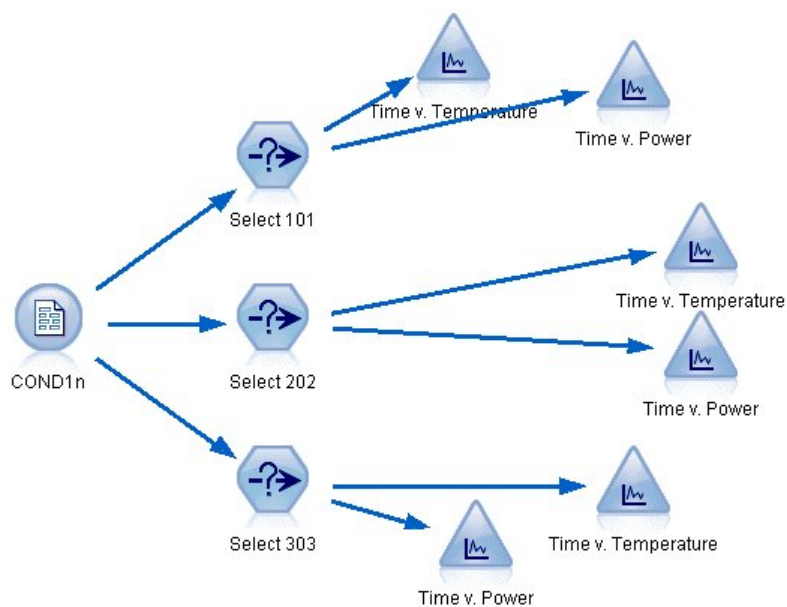 Time v. Temperature
Time v. Power
Select 101
Time v. Temperature
COND1n
Select 202
Time v. Power
Select 303
Time v. Temperature
Time v. Power